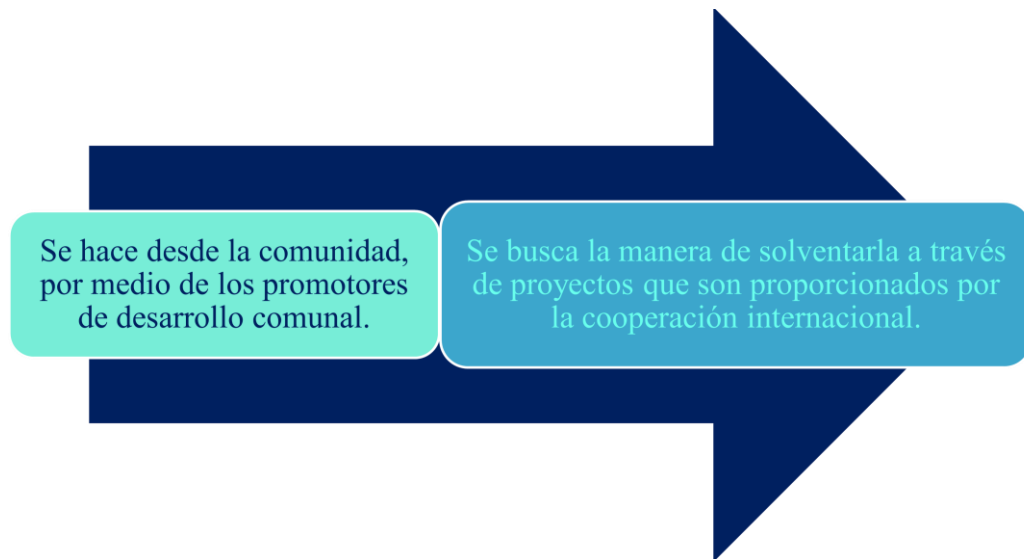 Se hace desde la comunidad,
por medio de los promotores
de desarrollo comunal.
Se busca la manera de solventarla a través
de proyectos que son proporcionados por
la cooperación internacional.